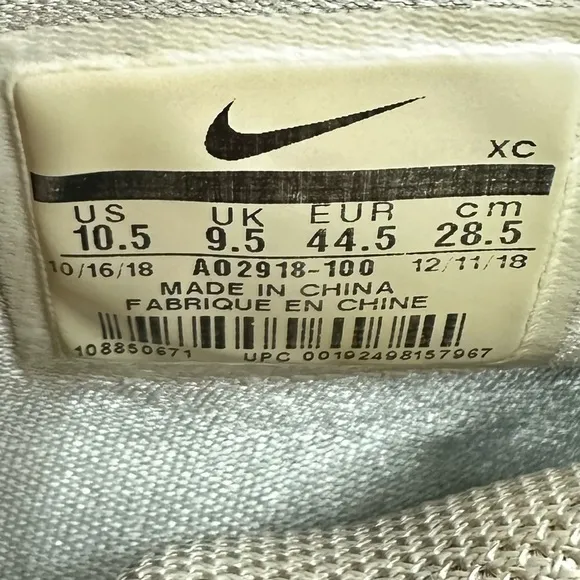 XC
US UK EUR cm
10.5 9.5 44.5 28.5
10/16/18 AO2918-100 12/11/18
MADE IN CHINA
FABRIQUE EN CHINE
108850671 UPC 00192498157967